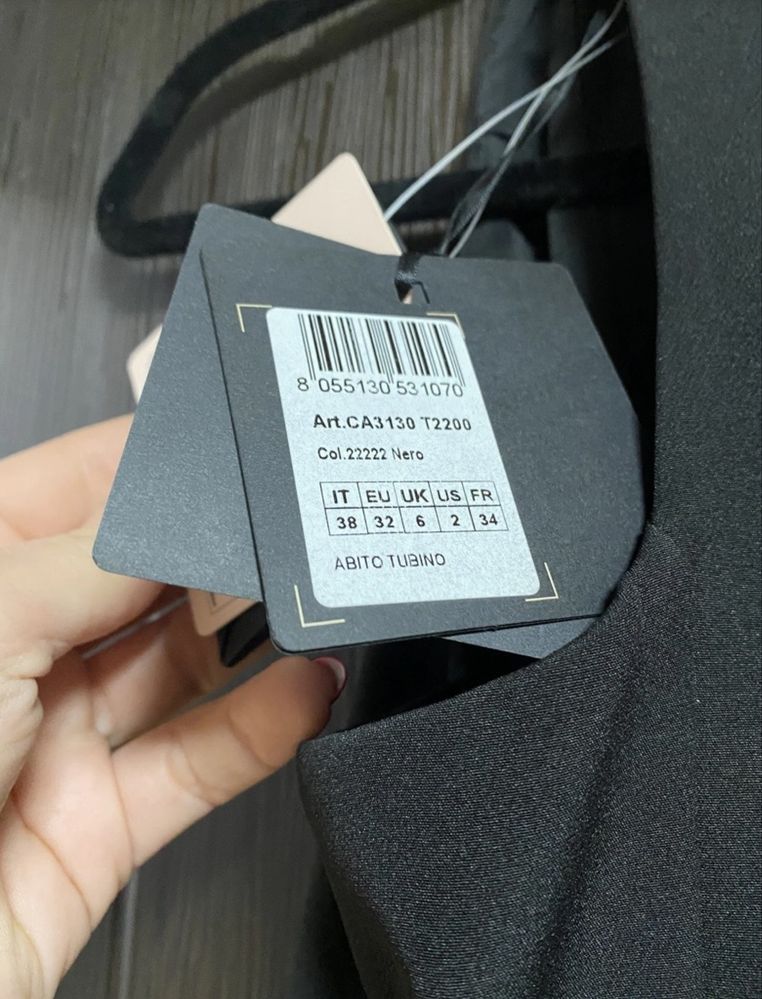 8 055130 531070
Art.CA3130 T2200
Col.22222 Nero
IT EU UK US FR
38 32 6 2 34
ABITO TUBINO